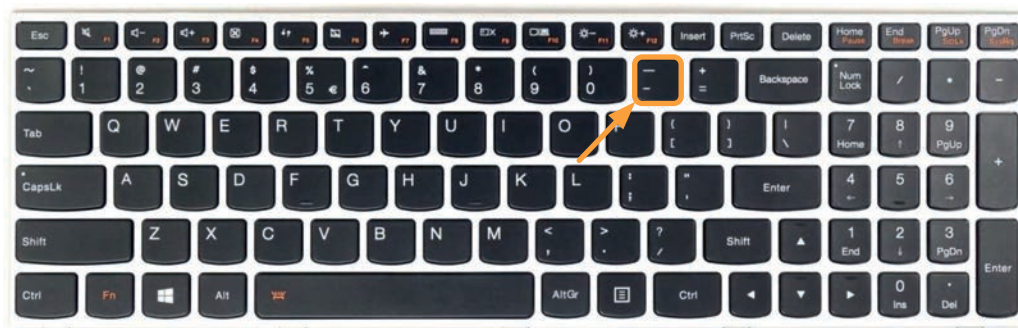 Esc F1 F2 F3 F4 F5 F6 F7 F8 F9 F10 F11 F12 Insert PrtSc Delete Home Pause End Break PgUp ScrLk PgDn SysRq
~ ` ! 1 @ 2 # 3 $ 4 % 5 € ^ 6 & 7 * 8 ( 9 ) 0 — - + = Backspace Num Lock / * -
Tab Q W E R T Y U I O { [ } ] | \ 7 Home 8 ↑ 9 PgUp +
CapsLk A S D F G H J K L : ; " ' Enter 4 ← 5 6 →
Shift Z X C V B N M < , > . ? / Shift ▲ 1 End 2 ↓ 3 PgDn Enter
Ctrl Fn Alt AltGr Ctrl ◄ ▼ ► 0 Ins . Del